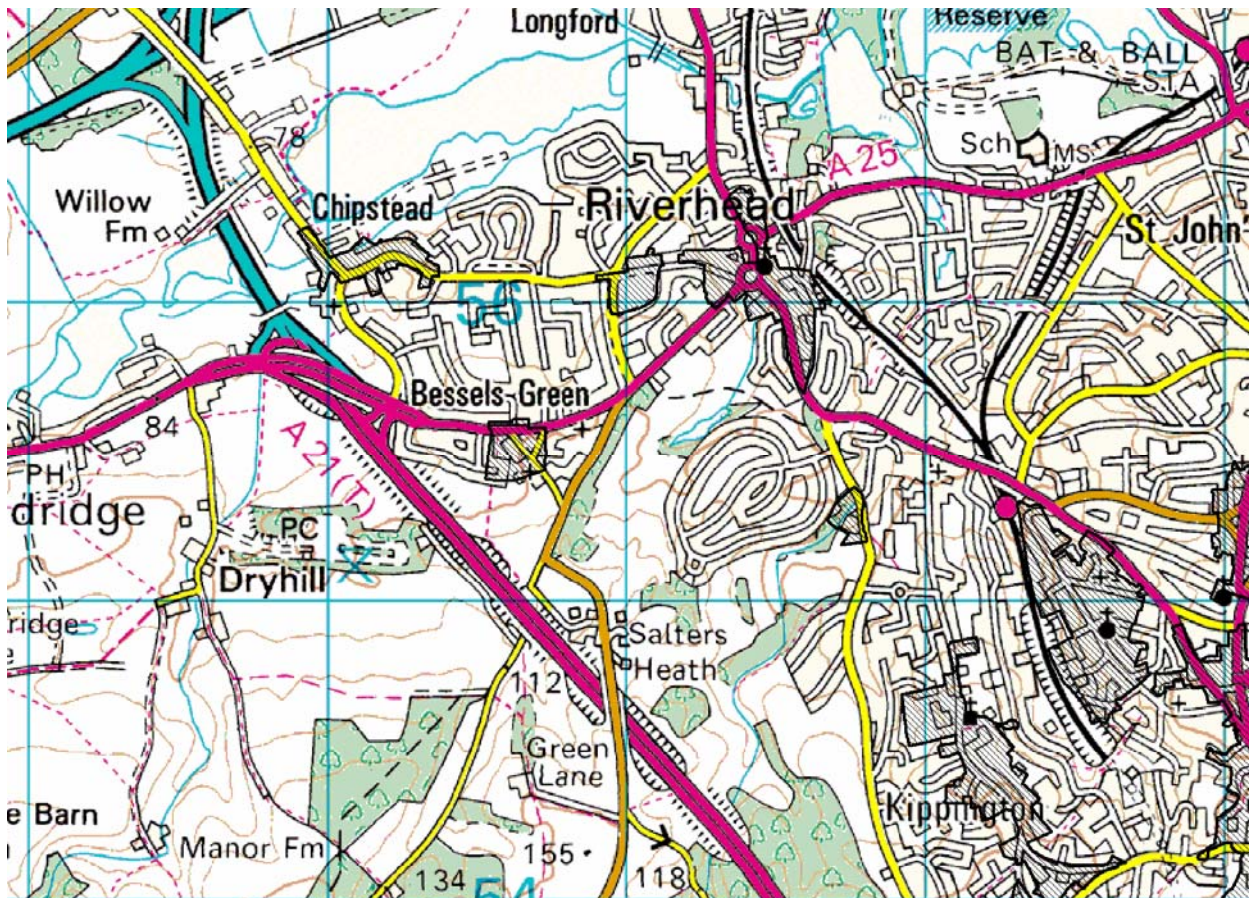 Longford
Reserve
BAT & BALL
STA
78
Sch
MS
A 25
Willow
Fm
Chipstead
Riverhead
St John'
56
Bessels Green
84
A 21 (T)
PH
dridge
PC
Dryhill
ridge
Salters
Heath
112
Green
Lane
Kippington
e Barn
Manor Fm
155
134
54
118